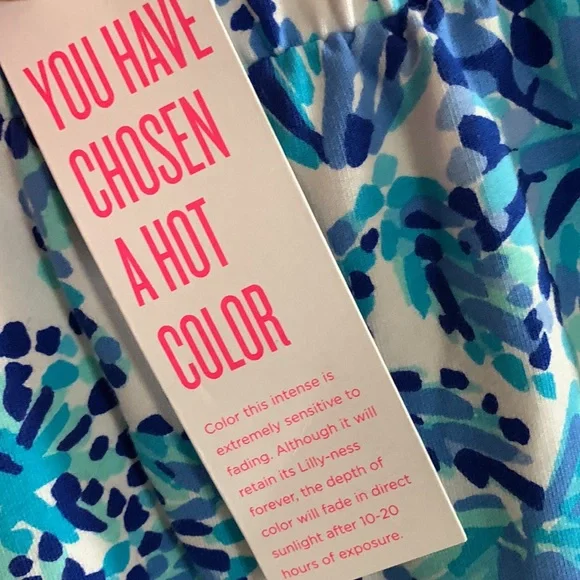 YOU HAVE
CHOSEN
A HOT
COLOR
Color this intense is
extremely sensitive to
fading. Although it will
retain its Lilly-ness
forever, the depth of
color will fade in direct
sunlight after 10-20
hours of exposure.